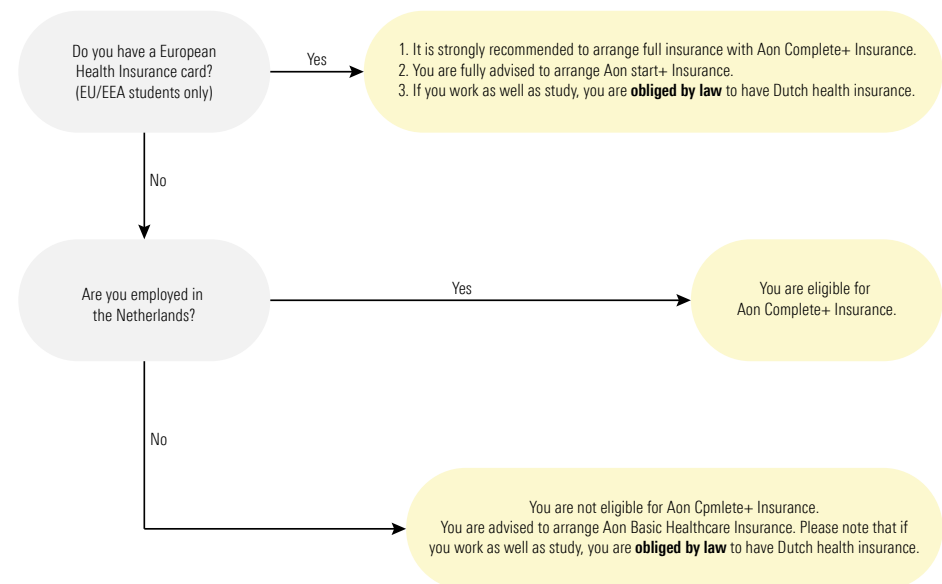 Do you have a European
Health Insurance card?
(EU/EEA students only)
Yes
1. It is strongly recommended to arrange full insurance with Aon Complete+ Insurance.
2. You are fully advised to arrange Aon start+ Insurance.
3. If you work as well as study, you are obliged by law to have Dutch health insurance.
No
Are you employed in
the Netherlands?
Yes
You are eligible for
Aon Complete+ Insurance.
No
You are not eligible for Aon Cpmlete+ Insurance.
You are advised to arrange Aon Basic Healthcare Insurance. Please note that if
you work as well as study, you are obliged by law to have Dutch health insurance.